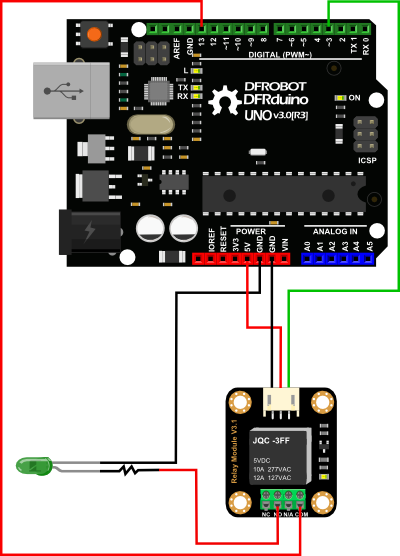 AREF
GND
13
12
~11
~10
~9
8
7
~6
~5
4
~3
2
TX 1
RX 0
DIGITAL (PWM~)
L
TX
RX
DFROBOT
DFRduino
UNO v3.0[R3]
ON
ICSP
POWER
ANALOG IN
IOREF
RESET
3V3
5V
GND
GND
VIN
A0
A1
A2
A3
A4
A5
Relay Module V3.1
JQC -3FF
5VDC
10A 277VAC
12A 127VAC
NC NO N/A COM